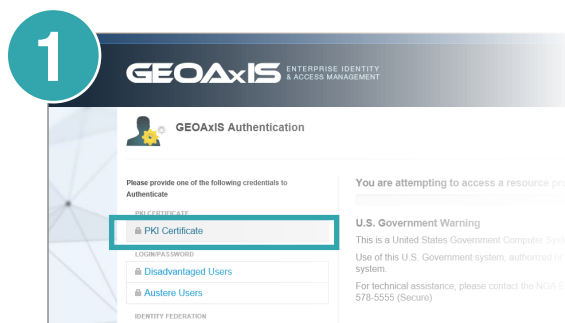 1
GEOAxIS ENTERPRISE IDENTITY
& ACCESS MANAGEMENT
GEOAxIS Authentication
Please provide one of the following credentials to
Authenticate
PKI CERTIFICATE
PKI Certificate
LOGIN/PASSWORD
Disadvantaged Users
Austere Users
IDENTITY FEDERATION
You are attempting to access a resource
U.S. Government Warning
This is a United States Government Computer
Use of this U.S. Government system, authorized or
system.
For technical assistance, please contact the NGA
578-5555 (Secure)